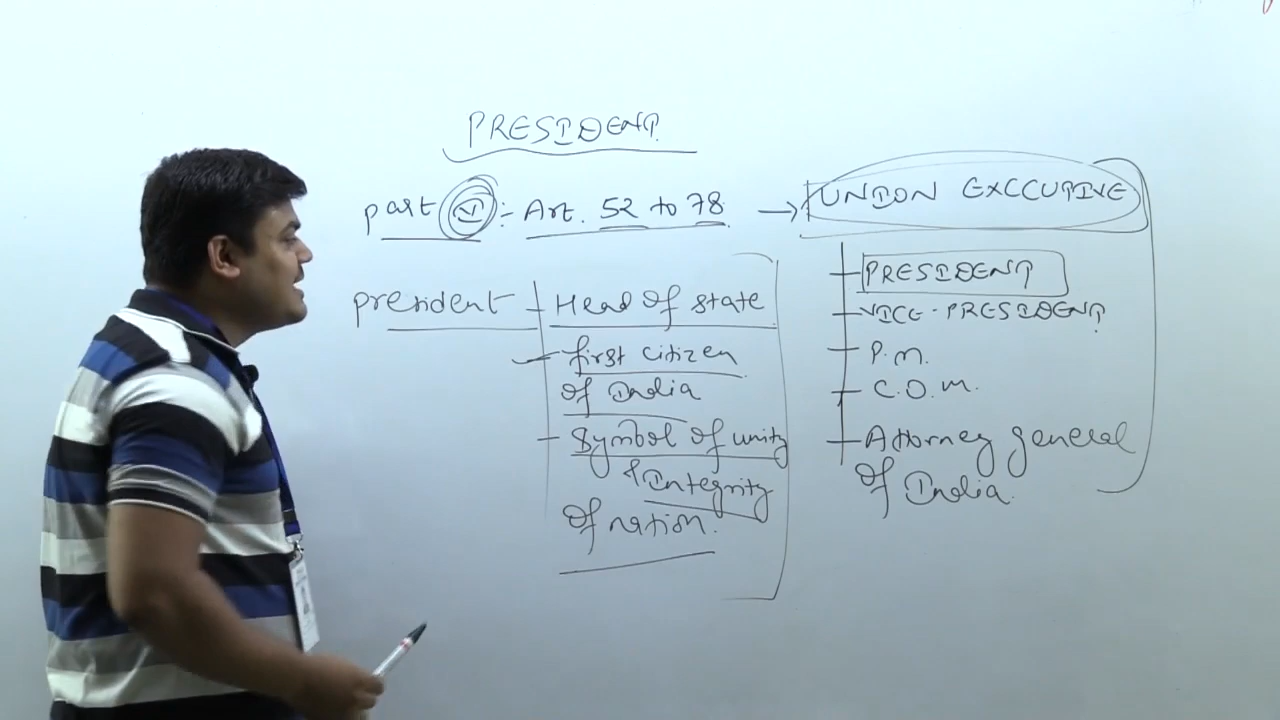 PRESIDENT
part V :- Art. 52 to 78 → UNION EXCCUTIVE
president
Head of state
first citizen
of India
Symbol of unity
& Integrity
of nation.
PRESIDENT
VICE-PRESIDENT
P.M.
C.O.M.
Attorney general
of India.